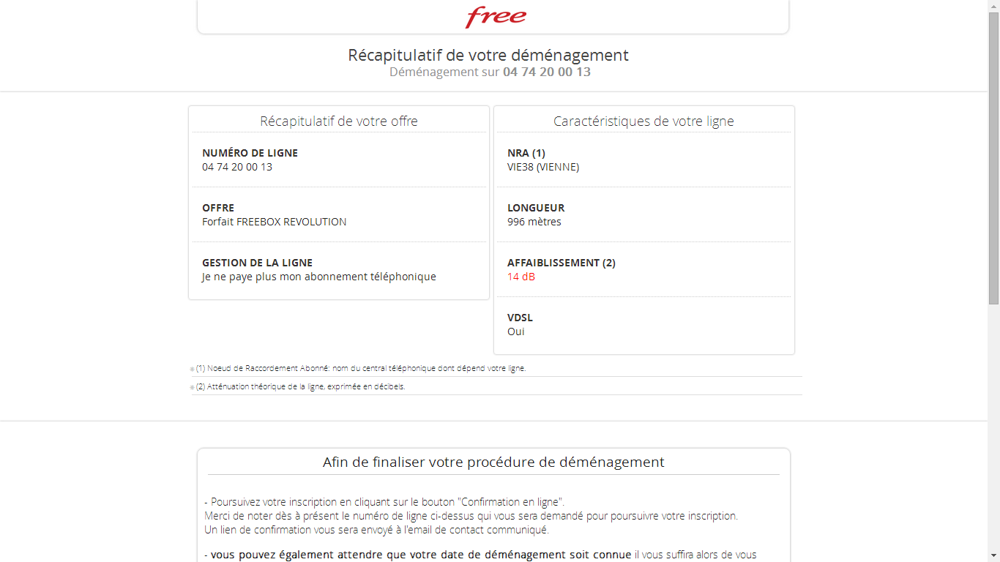 free
Récapitulatif de votre déménagement
Déménagement sur 04 74 20 00 13
Récapitulatif de votre offre
NUMÉRO DE LIGNE
04 74 20 00 13
OFFRE
Forfait FREEBOX REVOLUTION
GESTION DE LA LIGNE
Je ne paye plus mon abonnement téléphonique
Caractéristiques de votre ligne
NRA (1)
VIE38 (VIENNE)
LONGUEUR
996 mètres
AFFAIBLISSEMENT (2)
14 dB
VDSL
Oui
(1) Noeud de Raccordement Abonné: nom du central téléphonique dont dépend votre ligne.
(2) Atténuation théorique de la ligne, exprimée en décibels.
Afin de finaliser votre procédure de déménagement
- Poursuivez votre inscription en cliquant sur le bouton "Confirmation en ligne".
Merci de noter dès à présent le numéro de ligne ci-dessus qui vous sera demandé pour poursuivre votre inscription.
Un lien de confirmation vous sera envoyé à l'email de contact communiqué.
- vous pouvez également attendre que votre date de déménagement soit connue il vous suffira alors de vous